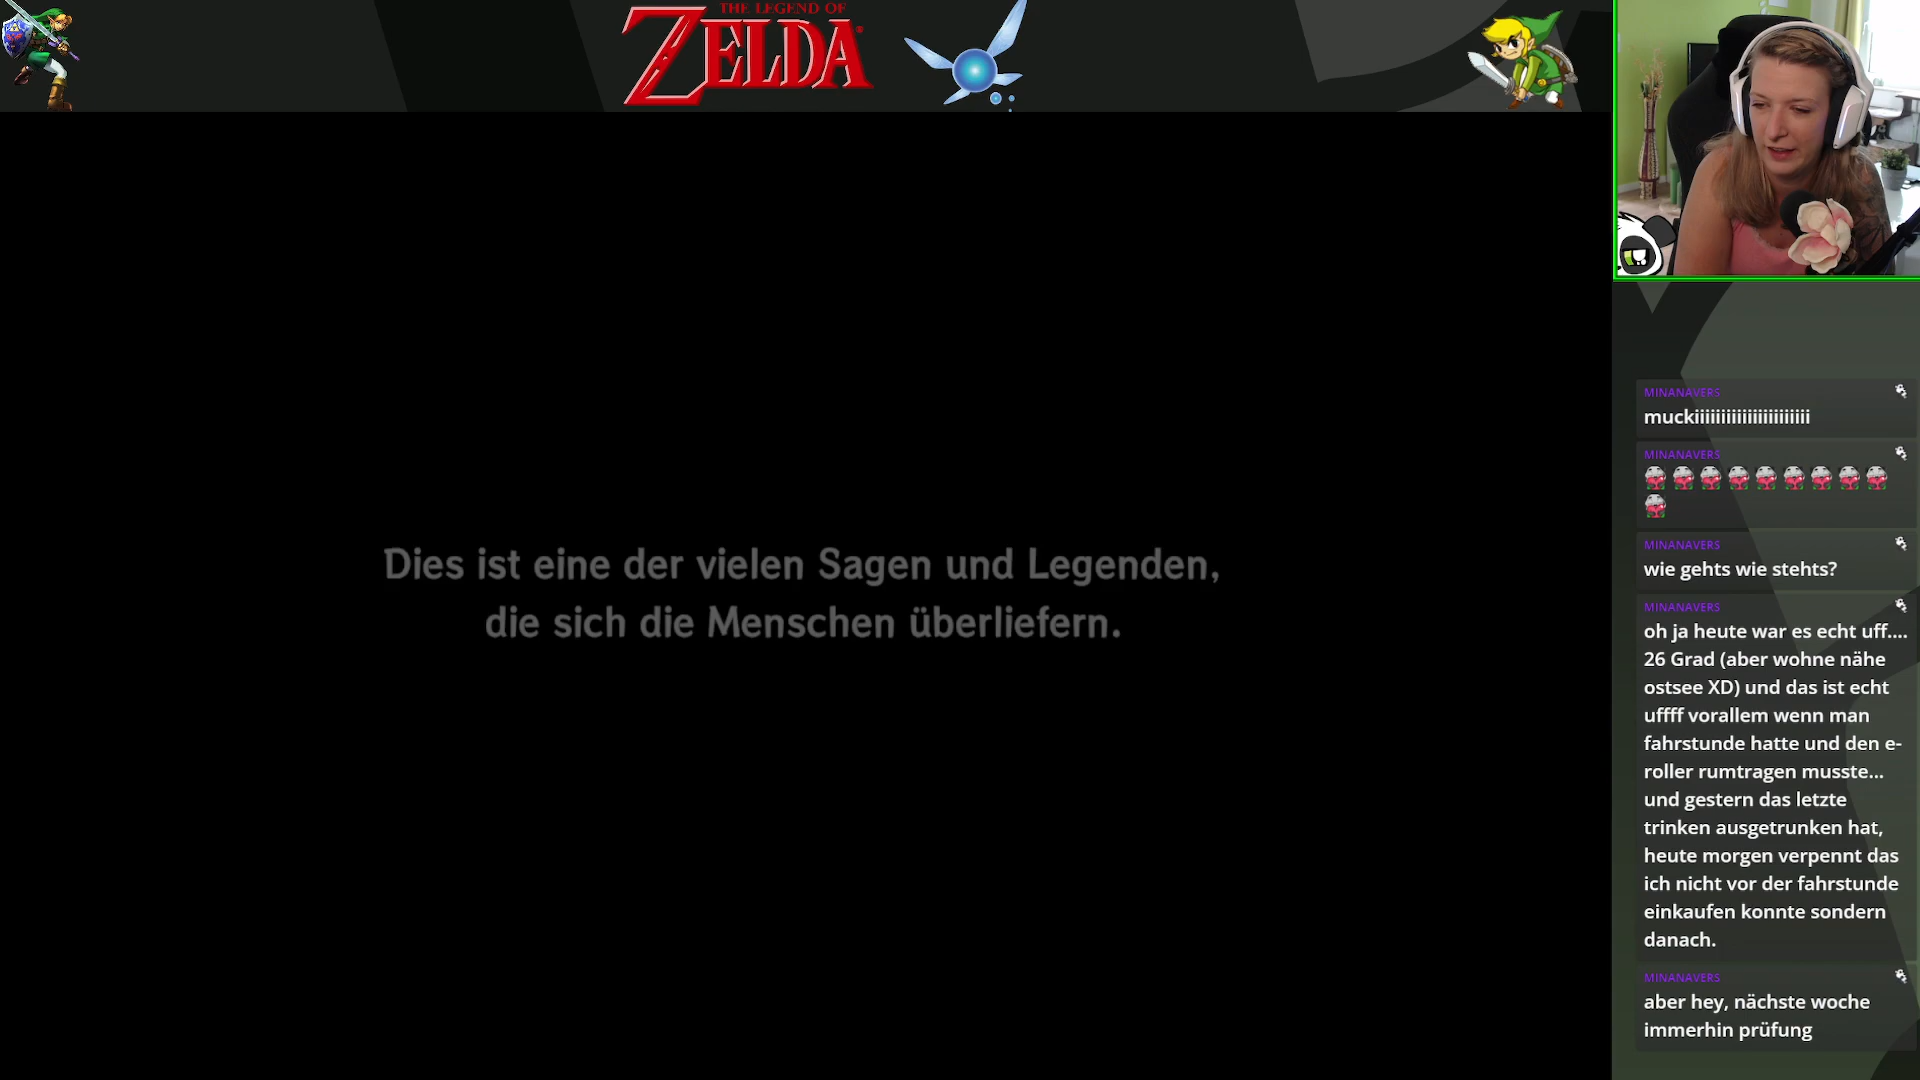 THE LEGEND OF
ZELDA
Dies ist eine der vielen Sagen und Legenden,
die sich die Menschen überliefern.
MINANAVERS
muckiiiiiiiiiiiiiiiiiiiiii
MINANAVERS
MINANAVERS
wie gehts wie stehts?
MINANAVERS
oh ja heute war es echt uff....
26 Grad (aber wohne nähe
ostsee XD) und das ist echt
uffff vorallem wenn man
fahrstunde hatte und den e-
roller rumtragen musste...
und gestern das letzte
trinken ausgetrunken hat,
heute morgen verpennt das
ich nicht vor der fahrstunde
einkaufen konnte sondern
danach.
MINANAVERS
aber hey, nächste woche
immerhin prüfung